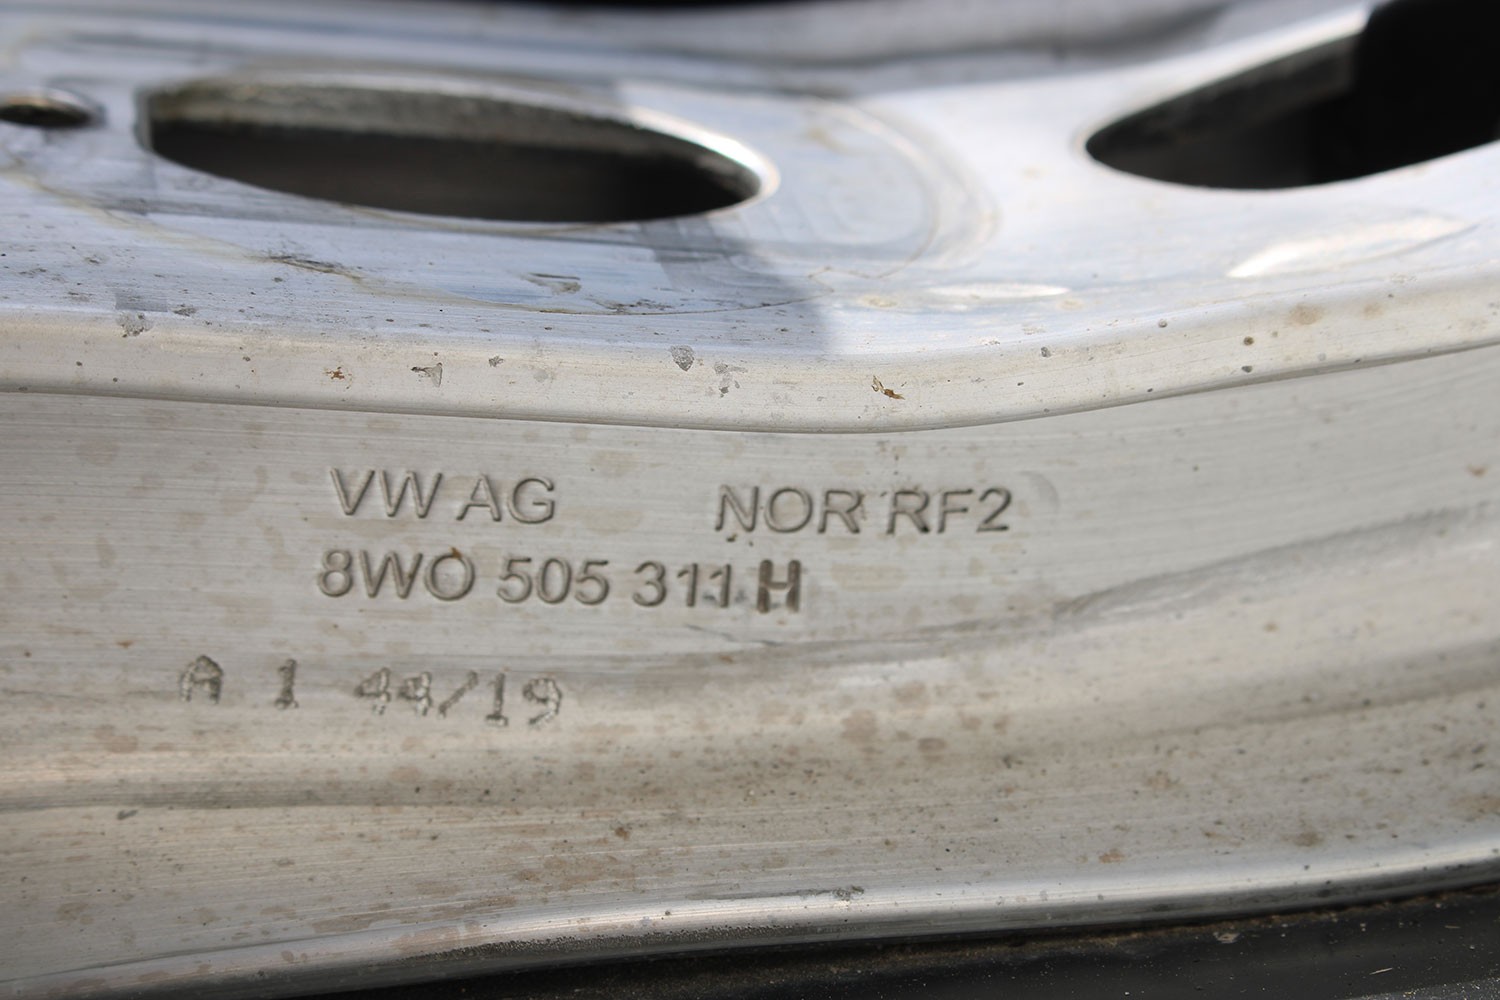 VW AG NOR RF2
8W0 505 311 H
A 1 44/19